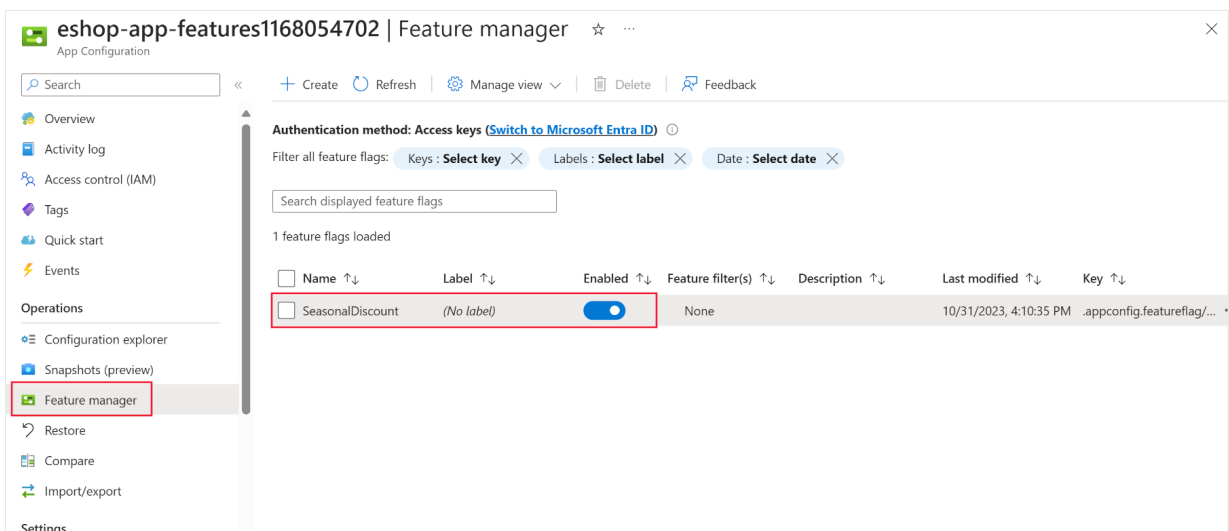 eshop-app-features1168054702 | Feature manager ☆ ···
App Configuration
Search «
Create Refresh Manage view Delete Feedback
Overview
Activity log
Access control (IAM)
Tags
Quick start
Events
Operations
Configuration explorer
Snapshots (preview)
Feature manager
Restore
Compare
Import/export
Settings
Authentication method: Access keys (Switch to Microsoft Entra ID)
Filter all feature flags: Keys : Select key Labels : Select label Date : Select date
Search displayed feature flags
1 feature flags loaded
Name ↑↓ Label ↑↓ Enabled ↑↓ Feature filter(s) ↑↓ Description ↑↓ Last modified ↑↓ Key ↑↓
SeasonalDiscount (No label) None 10/31/2023, 4:10:35 PM .appconfig.featureflag/...